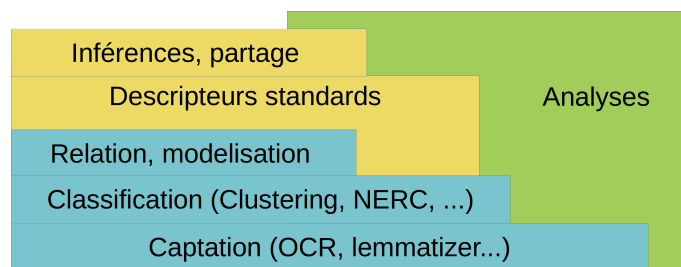 Inférences, partage
Descripteurs standards
Analyses
Relation, modelisation
Classification (Clustering, NERC, ...)
Captation (OCR, lemmatizer...)